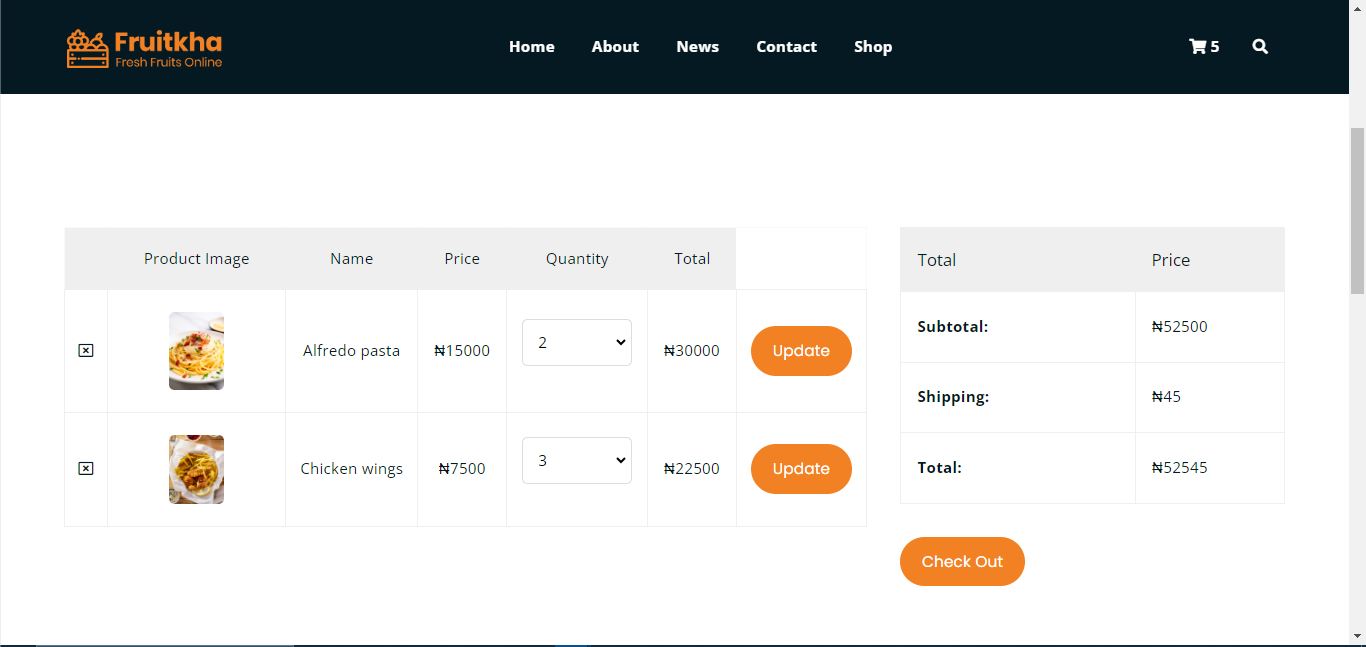 Fruitkha
Fresh Fruits Online
Home About News Contact Shop
5
Product Image Name Price Quantity Total
Alfredo pasta ₦15000 2 ₦30000 Update
Chicken wings ₦7500 3 ₦22500 Update
Total Price
Subtotal: ₦52500
Shipping: ₦45
Total: ₦52545
Check Out